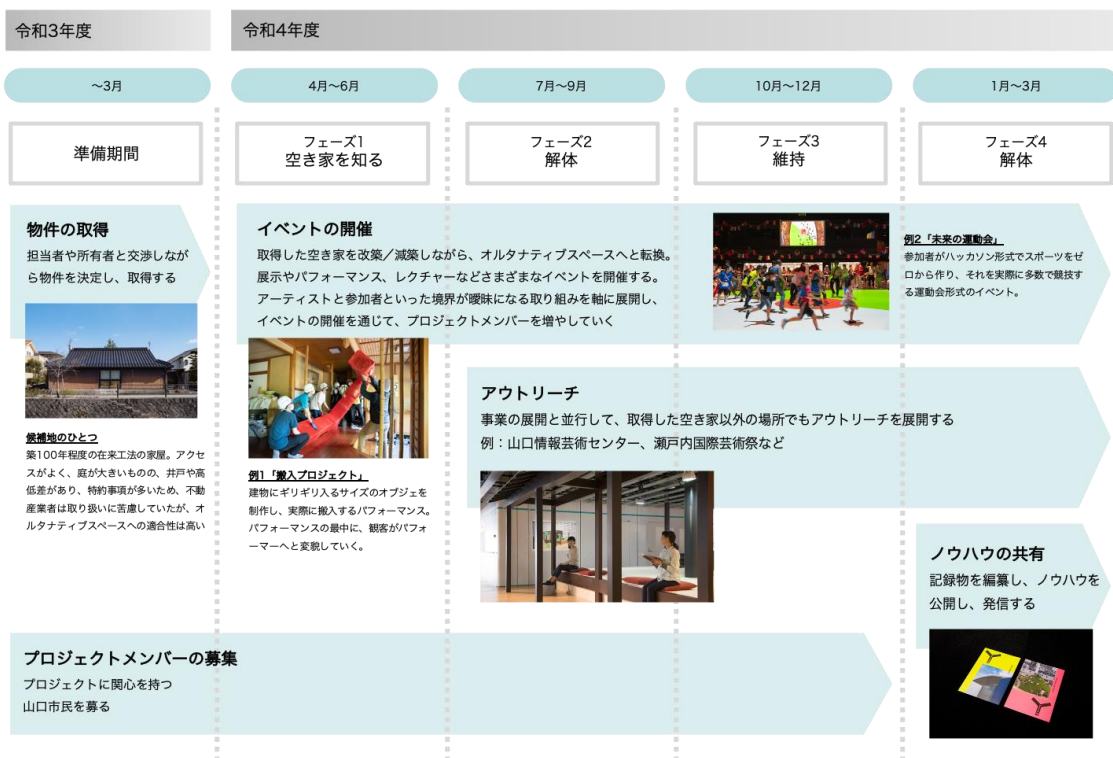 令和3年度
令和4年度
～3月
4月～6月
7月～9月
10月～12月
1月～3月
準備期間
フェーズ1
空き家を知る
フェーズ2
解体
フェーズ3
維持
フェーズ4
解体
物件の取得
担当者や所有者と交渉しなが
ら物件を決定し、取得する
候補地のひとつ
築100年程度の在来工法の家屋。アクセ
スがよく、庭が大きいものの、井戸や高
低差があり、特約事項が多いため、不動
産業者は取り扱いに苦慮していたが、オ
ルタナティブスペースへの適合性は高い
イベントの開催
取得した空き家を改築／減築しながら、オルタナティブスペースへと転換。
展示やパフォーマンス、レクチャーなどさまざまなイベントを開催する。
アーティストと参加者といった境界が曖昧になる取り組みを軸に展開し、
イベントの開催を通じて、プロジェクトメンバーを増やしていく
例1「搬入プロジェクト」
建物にギリギリ入るサイズのオブジェを
制作し、実際に搬入するパフォーマンス。
パフォーマンスの最中に、観客がパフォ
ーマーへと変貌していく。
例2「未来の運動会」
参加者がハッカソン形式でスポーツをゼ
ロから作り、それを実際に多数で競技す
る運動会形式のイベント。
アウトリーチ
事業の展開と並行して、取得した空き家以外の場所でもアウトリーチを展開する
例：山口情報芸術センター、瀬戸内国際芸術祭など
ノウハウの共有
記録物を編纂し、ノウハウを
公開し、発信する
プロジェクトメンバーの募集
プロジェクトに関心を持つ
山口市民を募る